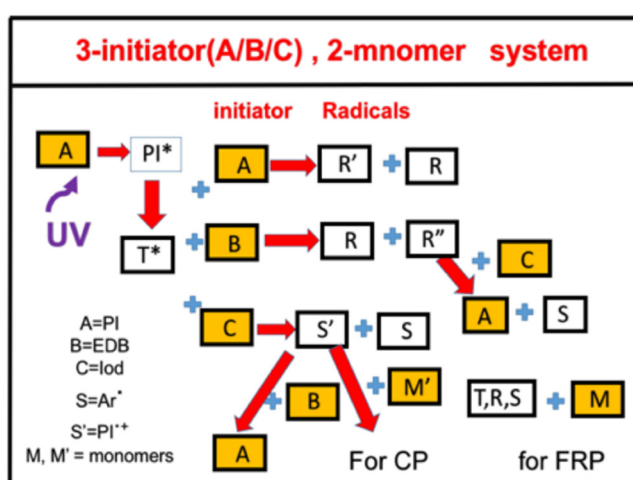 3-initiator(A/B/C) , 2-mnomer system
initiator Radicals
A PI* + A R' + R
UV
T* + B R + R" + C
A + S
A=PI
B=EDB
C=Iod
S=Ar•
S'=PI•+
M, M' = monomers
+ C S' + S
+ B + M'
A
For CP
T,R,S + M
for FRP